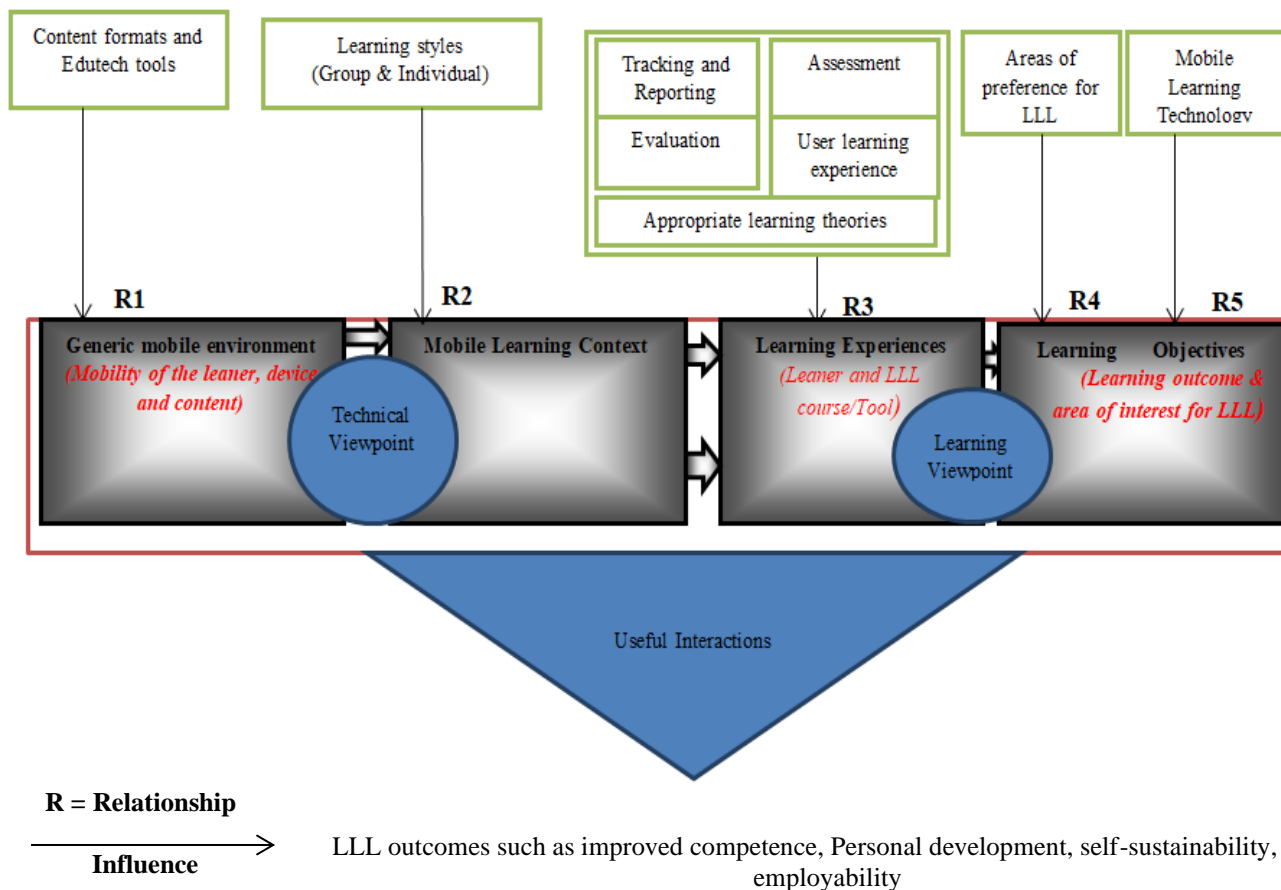 Content formats and
Edutech tools
Learning styles
(Group & Individual)
Tracking and
Reporting
Assessment
Evaluation
User learning
experience
Appropriate learning theories
Areas of
preference for
LLL
Mobile
Learning
Technology
R1
R2
R3
R4
R5
Generic mobile environment
(Mobility of the leaner, device
and content)
Mobile Learning Context
Learning Experiences
(Leaner and LLL
course/Tool)
Learning Objectives
(Learning outcome &
area of interest for LLL)
Technical
Viewpoint
Learning
Viewpoint
Useful Interactions
R = Relationship
Influence
LLL outcomes such as improved competence, Personal development, self-sustainability,
employability